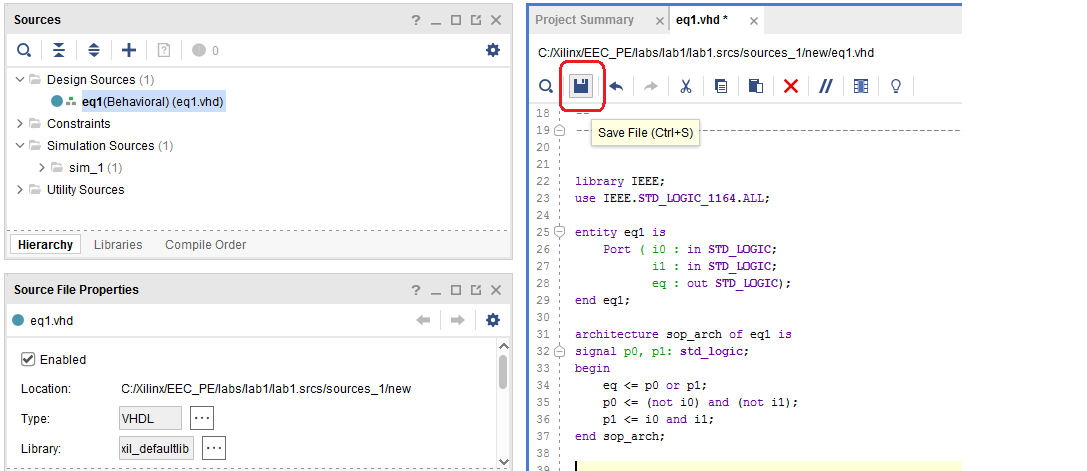 Sources
? 0
Design Sources (1)
eq1(Behavioral) (eq1.vhd)
Constraints
Simulation Sources (1)
sim_1 (1)
Utility Sources
Hierarchy Libraries Compile Order
Source File Properties
eq1.vhd
Enabled
Location: C:/Xilinx/EEC_PE/labs/lab1/lab1.srcs/sources_1/new
Type: VHDL ...
Library: xil_defaultlib ...
Project Summary eq1.vhd *
C:/Xilinx/EEC_PE/labs/lab1/lab1.srcs/sources_1/new/eq1.vhd
Save File (Ctrl+S)
18 --
19 ----------------------------------------------------------------------------------
20
21
22 library IEEE;
23 use IEEE.STD_LOGIC_1164.ALL;
24
25 entity eq1 is
26 Port ( i0 : in STD_LOGIC;
27 i1 : in STD_LOGIC;
28 eq : out STD_LOGIC);
29 end eq1;
30
31 architecture sop_arch of eq1 is
32 signal p0, p1: std_logic;
33 begin
34 eq <= p0 or p1;
35 p0 <= (not i0) and (not i1);
36 p1 <= i0 and i1;
37 end sop_arch;
38
39